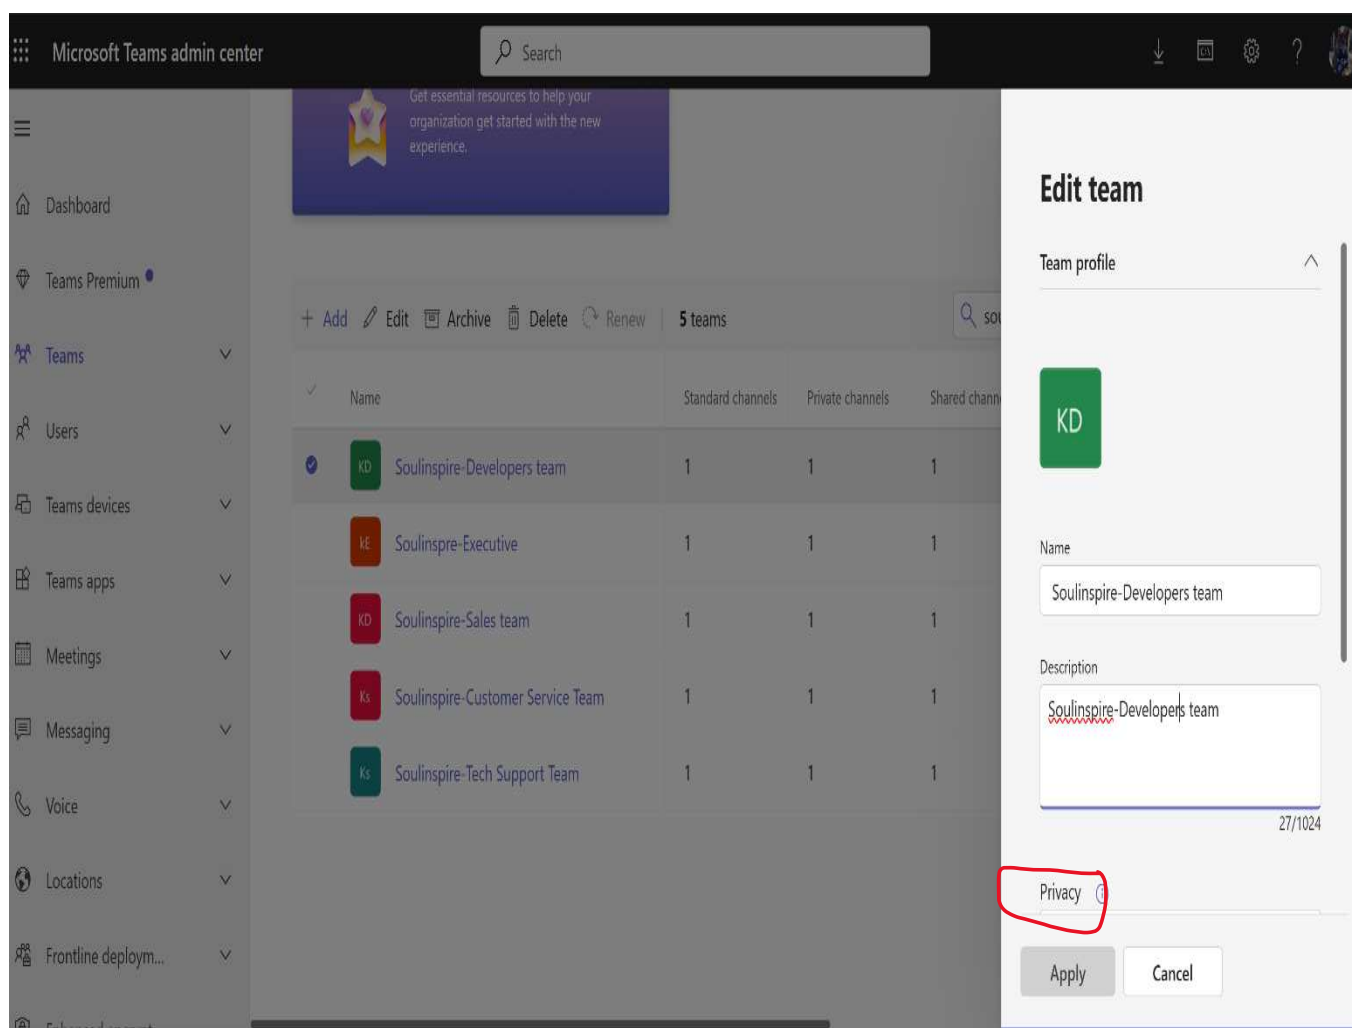 Microsoft Teams admin center
Search
Get essential resources to help your
organization get started with the new
experience.
Dashboard
Teams Premium
Teams
Users
Teams devices
Teams apps
Meetings
Messaging
Voice
Locations
Frontline deploym...
Add Edit Archive Delete Renew 5 teams
Name Standard channels Private channels Shared chann
KD Soulinspire-Developers team 1 1 1
kE Soulinspre-Executive 1 1 1
KD Soulinspire-Sales team 1 1 1
Ks Soulinspire-Customer Service Team 1 1 1
Ks Soulinspire-Tech Support Team 1 1 1
Edit team
Team profile
KD
Name
Soulinspire-Developers team
Description
Soulinspire-Developers team
27/1024
Privacy
Apply Cancel